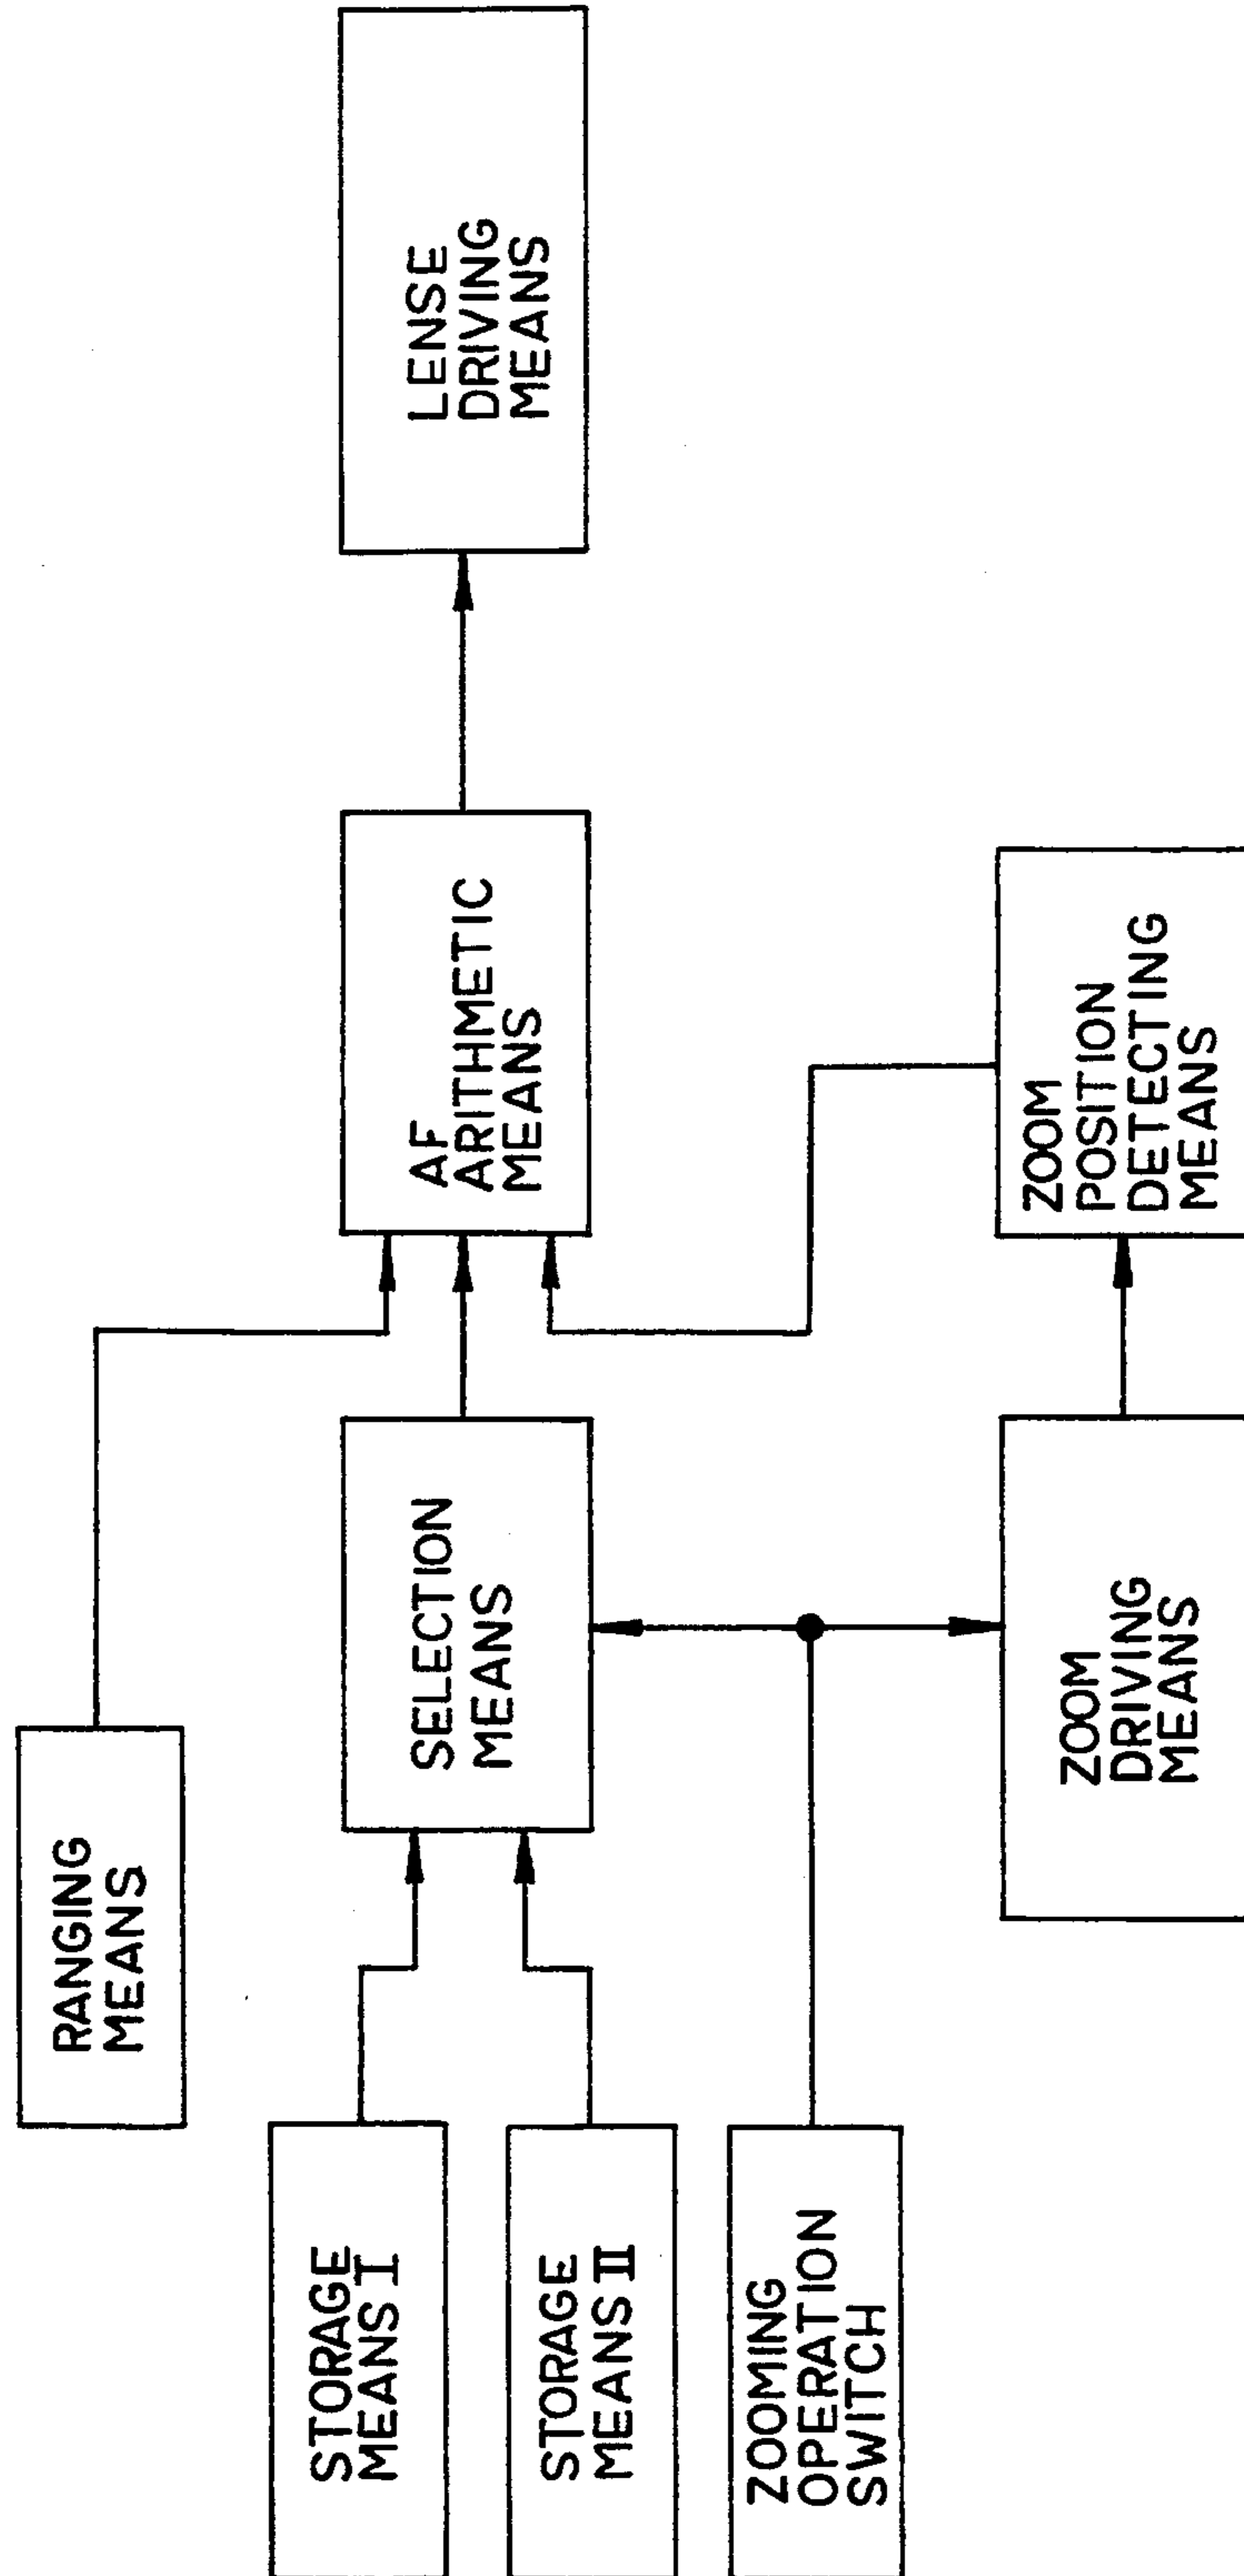 RANGING
MEANS
STORAGE
MEANS I
STORAGE
MEANS II
ZOOMING
OPERATION
SWITCH
SELECTION
MEANS
ZOOM
DRIVING
MEANS
AF
ARITHMETIC
MEANS
ZOOM
POSITION
DETECTING
MEANS
LENSE
DRIVING
MEANS